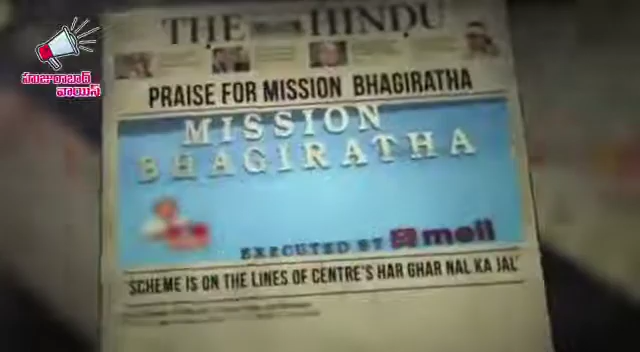 హుజురాబాద్
వాయిస్
THE HINDU
PRAISE FOR MISSION BHAGIRATHA
MISSION
BHAGIRATHA
EXECUTED BY meil
'SCHEME IS ON THE LINES OF CENTRE'S HAR GHAR NAL KA JAL'